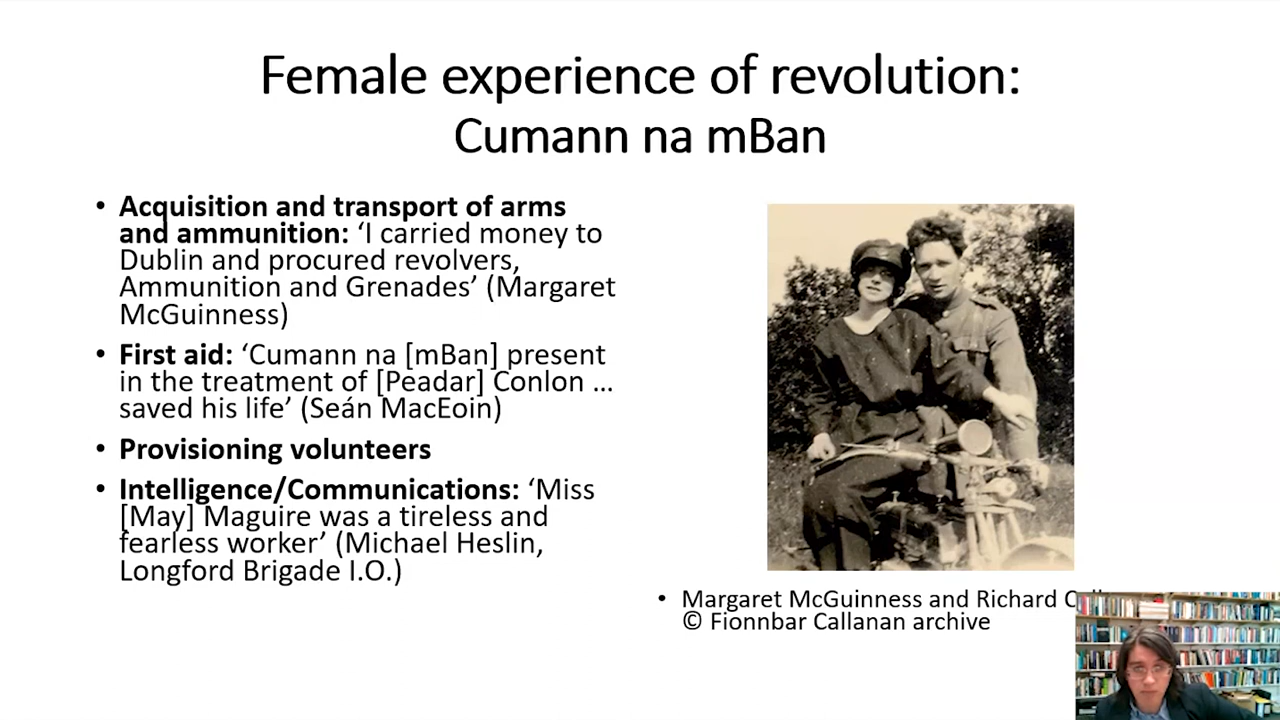 Female experience of revolution:
Cumann na mBan
• Acquisition and transport of arms
and ammunition: ‘I carried money to
Dublin and procured revolvers,
Ammunition and Grenades’ (Margaret
McGuinness)
• First aid: ‘Cumann na [mBan] present
in the treatment of [Peadar] Conlon …
saved his life’ (Seán MacEoin)
• Provisioning volunteers
• Intelligence/Communications: ‘Miss
[May] Maguire was a tireless and
fearless worker’ (Michael Heslin,
Longford Brigade I.O.)
• Margaret McGuinness and Richard
© Fionnbar Callanan archive